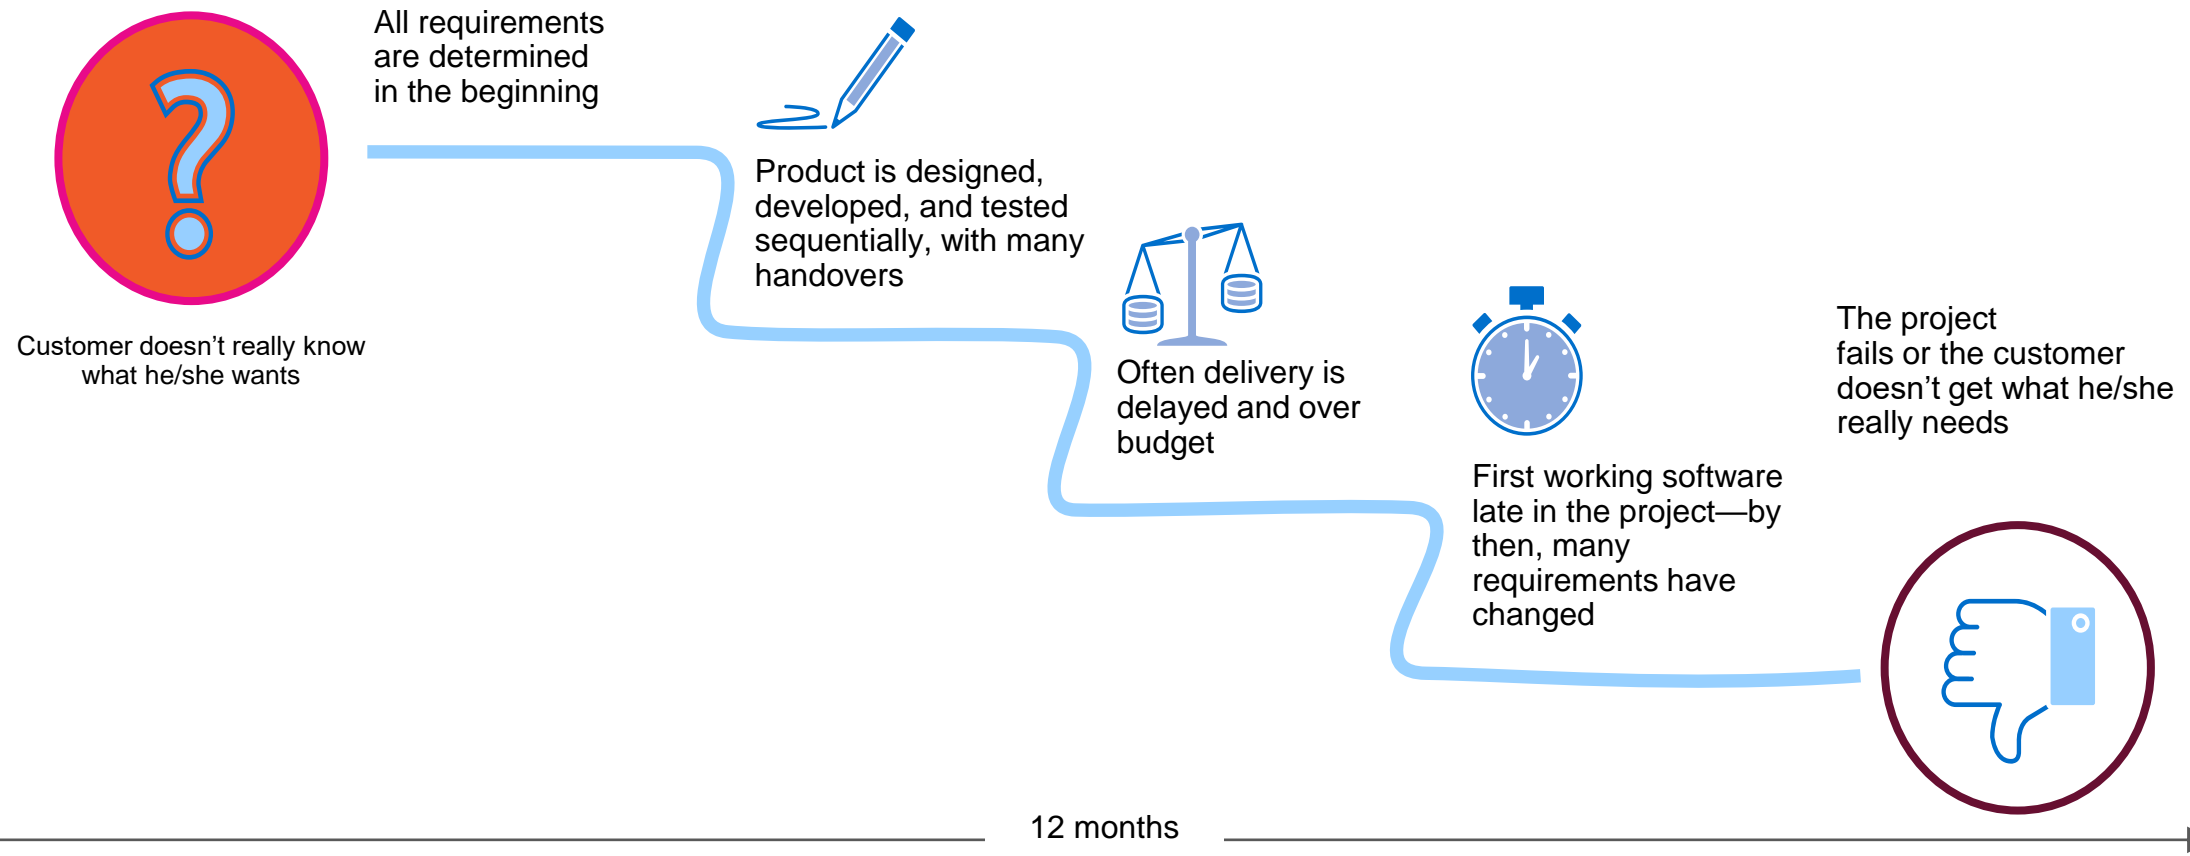 All requirements
are determined
in the beginning
Customer doesn’t really know
what he/she wants
Product is designed,
developed, and tested
sequentially, with many
handovers
Often delivery is
delayed and over
budget
First working software
late in the project—by
then, many
requirements have
changed
The project
fails or the customer
doesn’t get what he/she
really needs
12 months